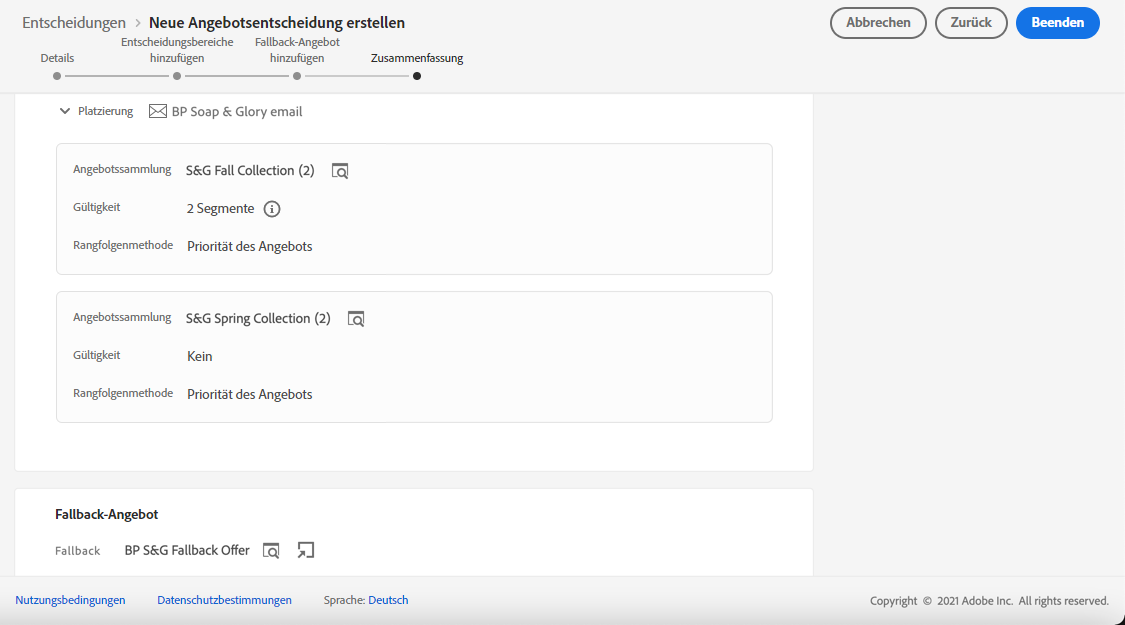 Entscheidungen > Neue Angebotsentscheidung erstellen
Abbrechen
Zurück
Beenden
Details
Entscheidungsbereiche
hinzufügen
Fallback-Angebot
hinzufügen
Zusammenfassung
Platzierung BP Soap & Glory email
Angebotssammlung S&G Fall Collection (2)
Gültigkeit 2 Segmente
Rangfolgenmethode Priorität des Angebots
Angebotssammlung S&G Spring Collection (2)
Gültigkeit Kein
Rangfolgenmethode Priorität des Angebots
Fallback-Angebot
Fallback BP S&G Fallback Offer
Nutzungsbedingungen Datenschutzbestimmungen Sprache: Deutsch Copyright © 2021 Adobe Inc. All rights reserved.